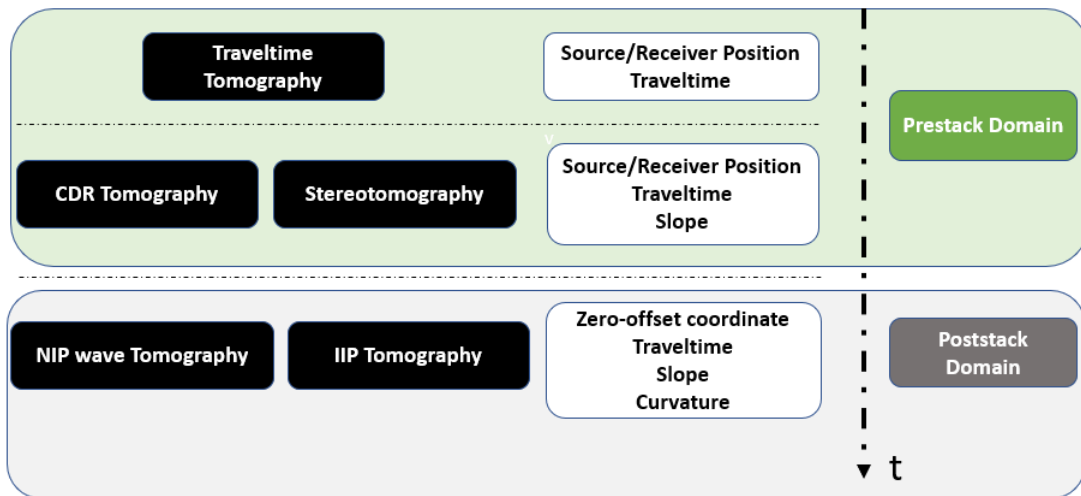 Traveltime
Tomography
Source/Receiver Position
Traveltime
Prestack Domain
v
CDR Tomography
Stereotomography
Source/Receiver Position
Traveltime
Slope
NIP wave Tomography
IIP Tomography
Zero-offset coordinate
Traveltime
Slope
Curvature
Poststack
Domain
t